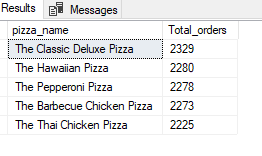 Results Messages
pizza_name Total_orders
The Classic Deluxe Pizza 2329
The Hawaiian Pizza 2280
The Pepperoni Pizza 2278
The Barbecue Chicken Pizza 2273
The Thai Chicken Pizza 2225